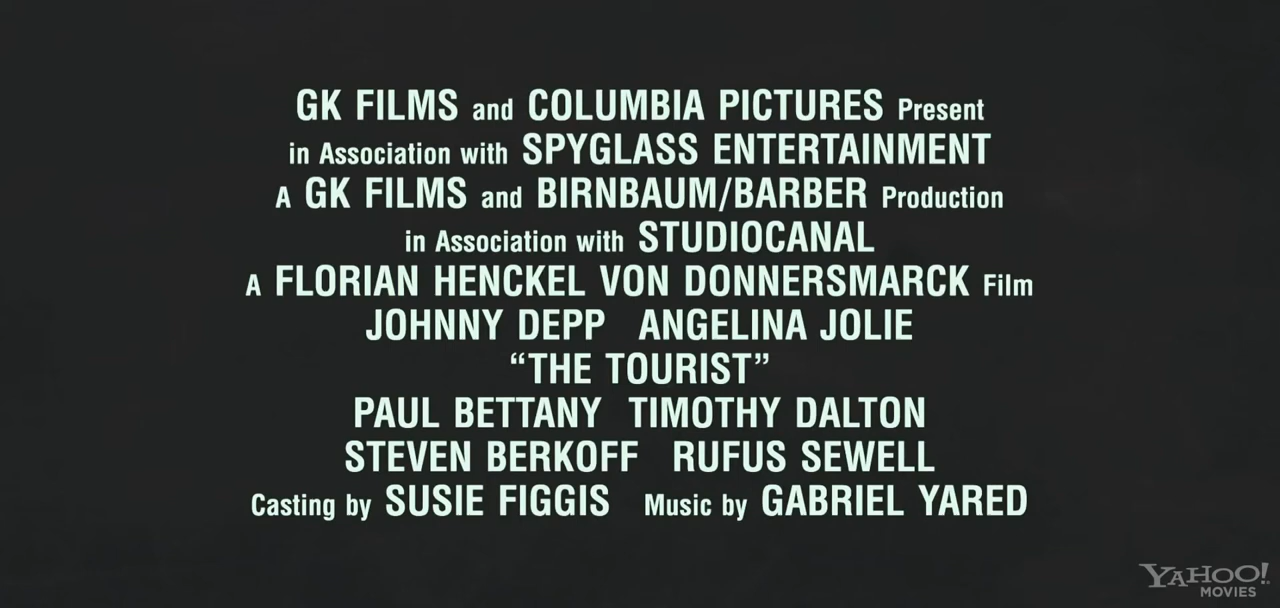 GK FILMS and COLUMBIA PICTURES Present
in Association with SPYGLASS ENTERTAINMENT
A GK FILMS and BIRNBAUM/BARBER Production
in Association with STUDIOCANAL
A FLORIAN HENCKEL VON DONNERSMARCK Film
JOHNNY DEPP ANGELINA JOLIE
“THE TOURIST”
PAUL BETTANY TIMOTHY DALTON
STEVEN BERKOFF RUFUS SEWELL
Casting by SUSIE FIGGIS Music by GABRIEL YARED
YAHOO!
MOVIES